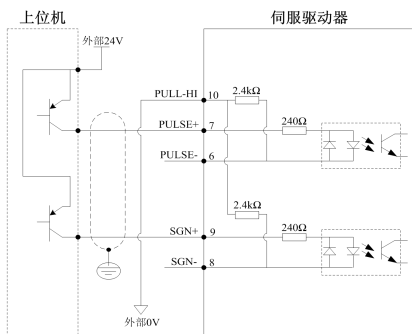 上位机
伺服驱动器
外部24V
2.4kΩ
PULL-HI 10
240Ω
PULSE+ 7
PULSE- 6
2.4kΩ
240Ω
SGN+ 9
SGN- 8
外部0V